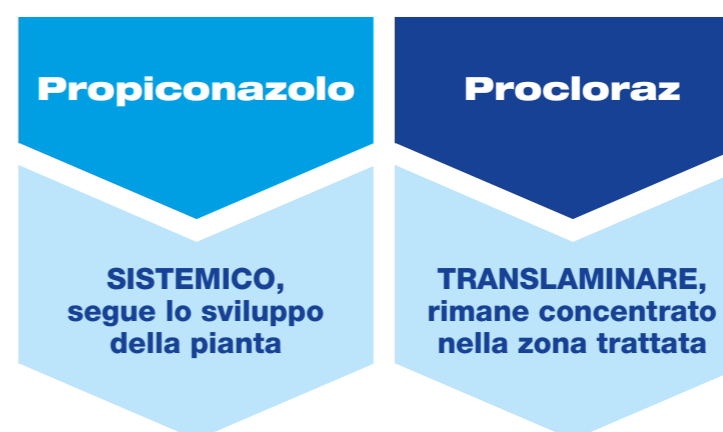 Propiconazolo
Procloraz
SISTEMICO,
segue lo sviluppo
della pianta
TRANSLAMINARE,
rimane concentrato
nella zona trattata